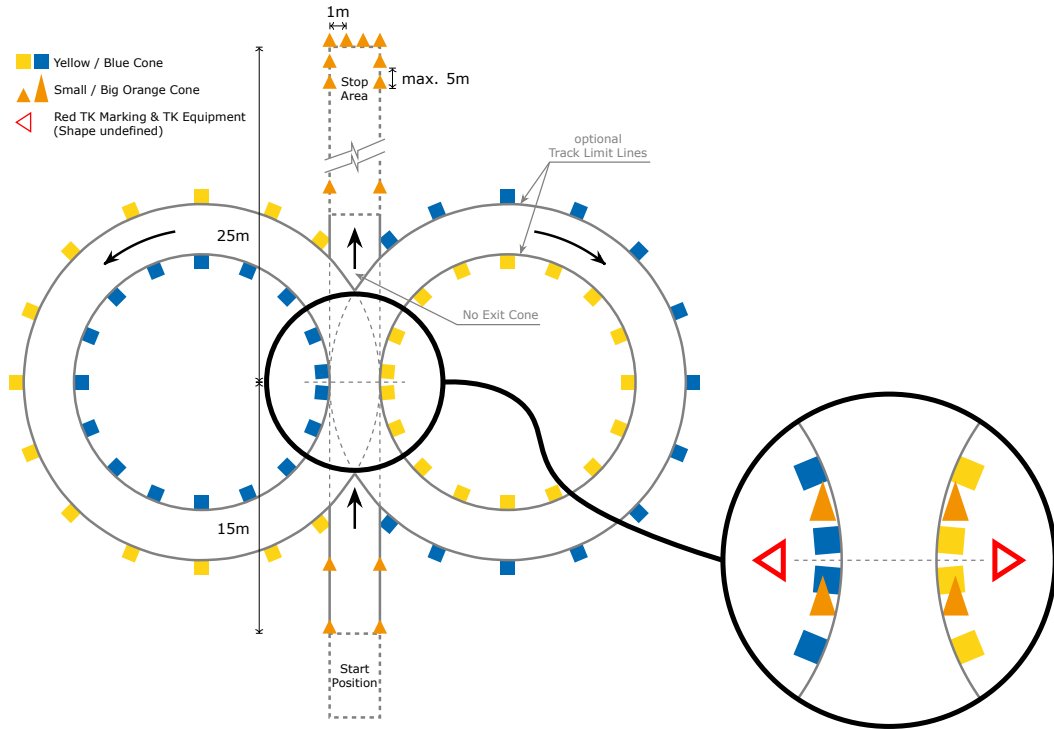 1m
Yellow / Blue Cone
Small / Big Orange Cone
Red TK Marking & TK Equipment
(Shape undefined)
Stop
Area
max. 5m
optional
Track Limit Lines
25m
No Exit Cone
15m
Start
Position